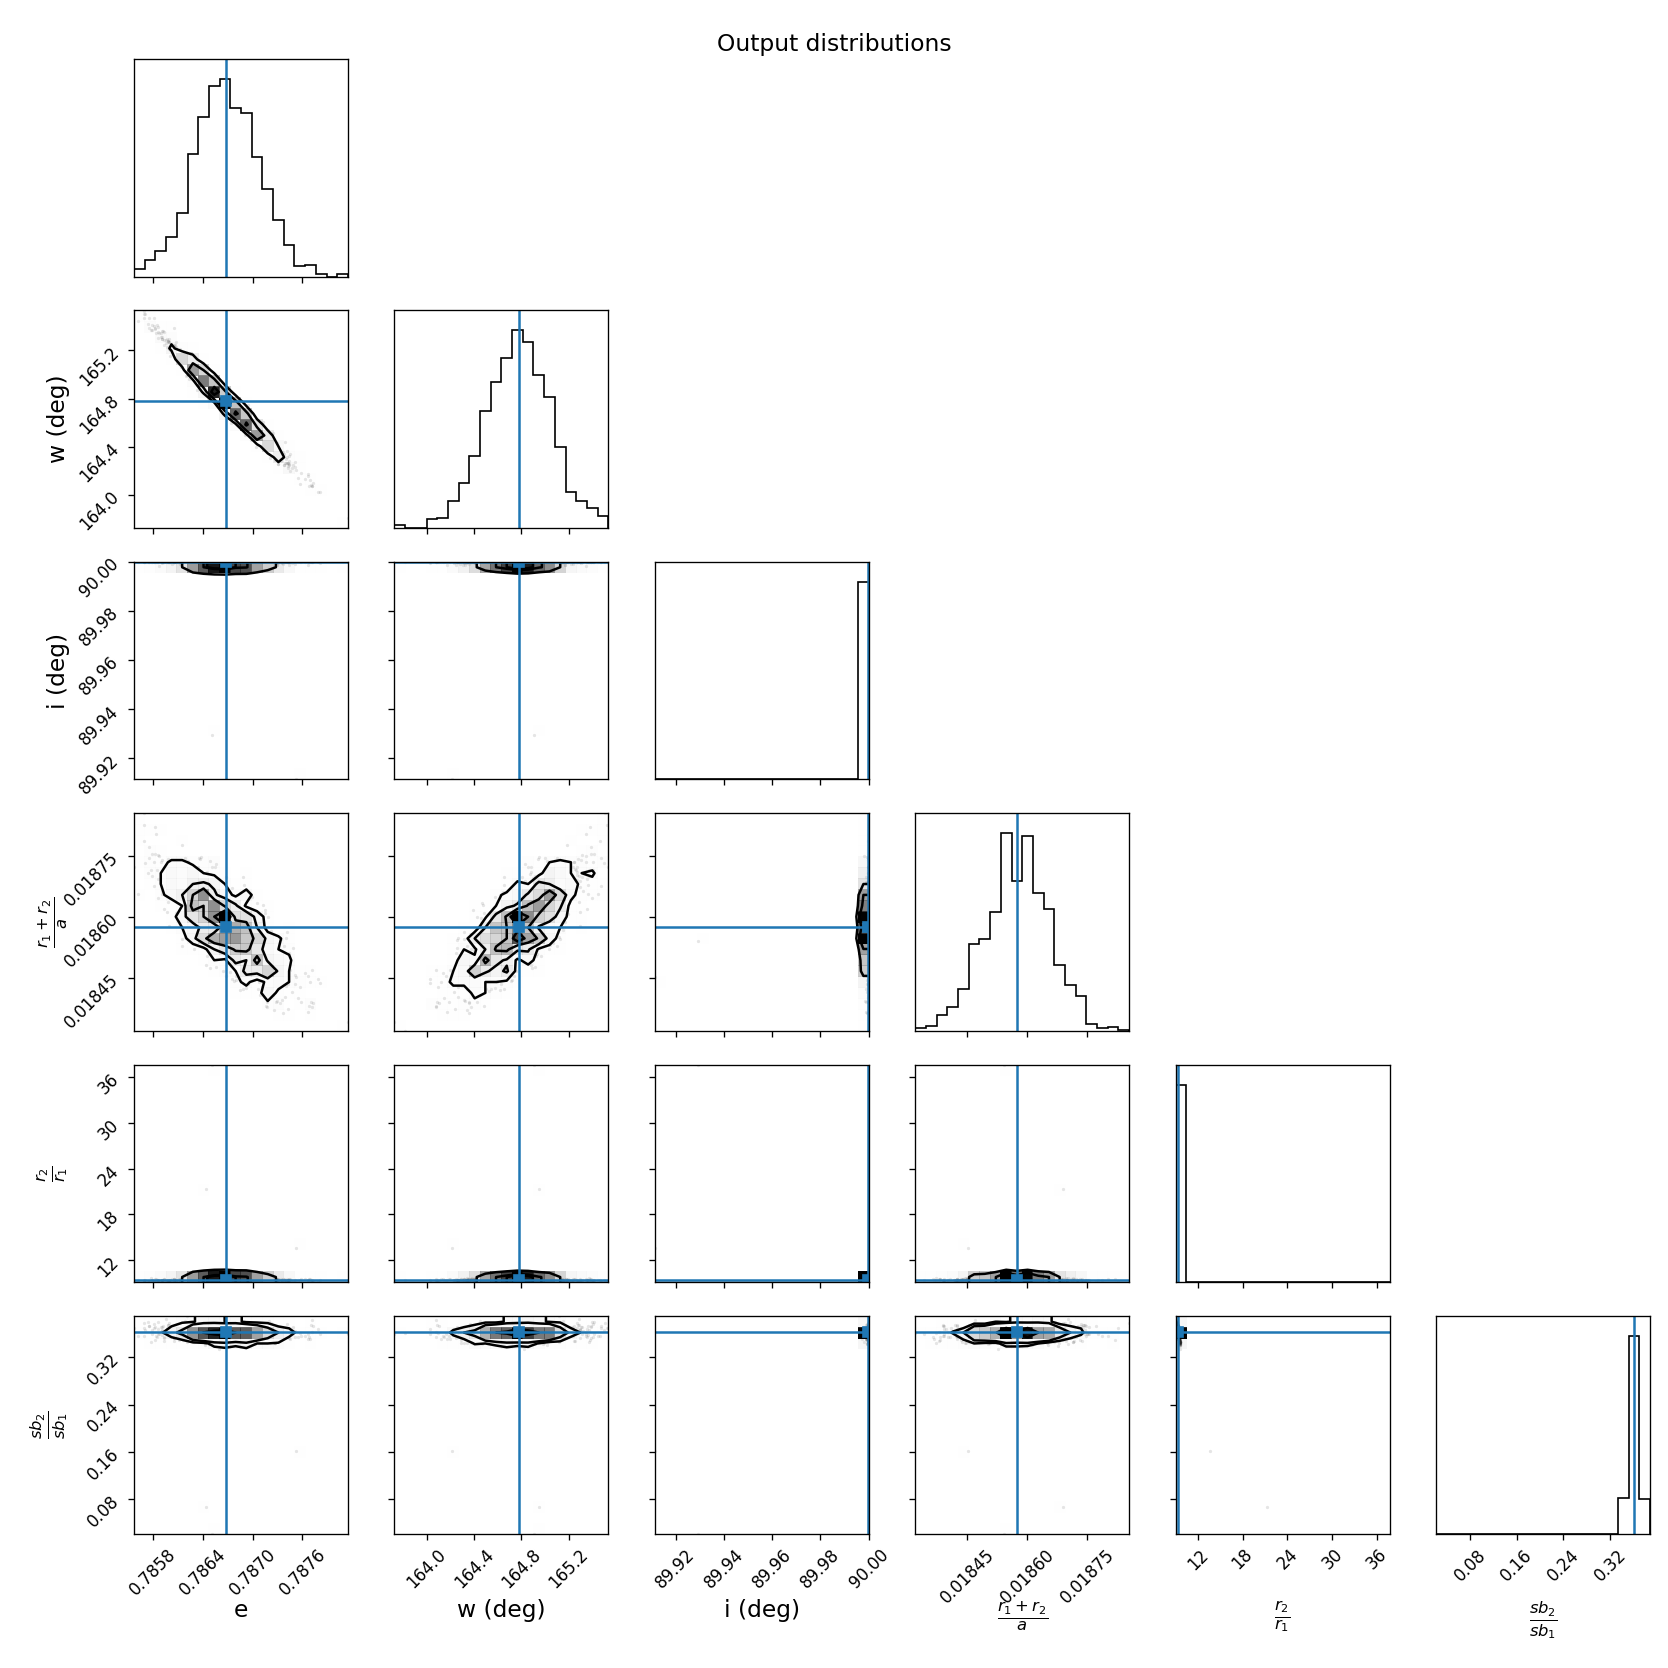 Output distributions
w (deg)
165.2
164.8
164.4
164.0
i (deg)
90.00
89.98
89.96
89.94
89.92
r₁ + r₂
a
0.01875
0.01860
0.01845
r₂
r₁
36
30
24
18
12
sb₂
sb₁
0.32
0.24
0.16
0.08
0.7858 0.7864 0.7870 0.7876 164.0 164.4 164.8 165.2 89.92 89.94 89.96 89.98 90.00 0.01845 0.01860 0.01875 12 18 24 30 36 0.08 0.16 0.24 0.32
e w (deg) i (deg)
r₁ + r₂
a
r₂
r₁
sb₂
sb₁